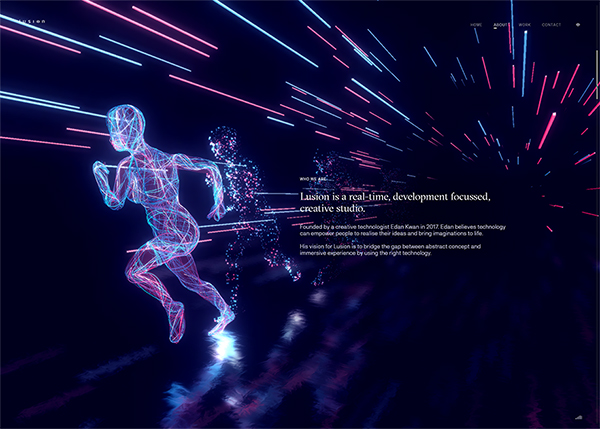 LUSION
HOME ABOUT WORK CONTACT
WHO WE ARE
Lusion is a real-time, development focussed,
creative studio.
Founded by a creative technologist Edan Kwan in 2017. Edan believes technology
can empower people to realise their ideas and bring imaginations to life.
His vision for Lusion is to bridge the gap between abstract concept and
immersive experience by using the right technology.